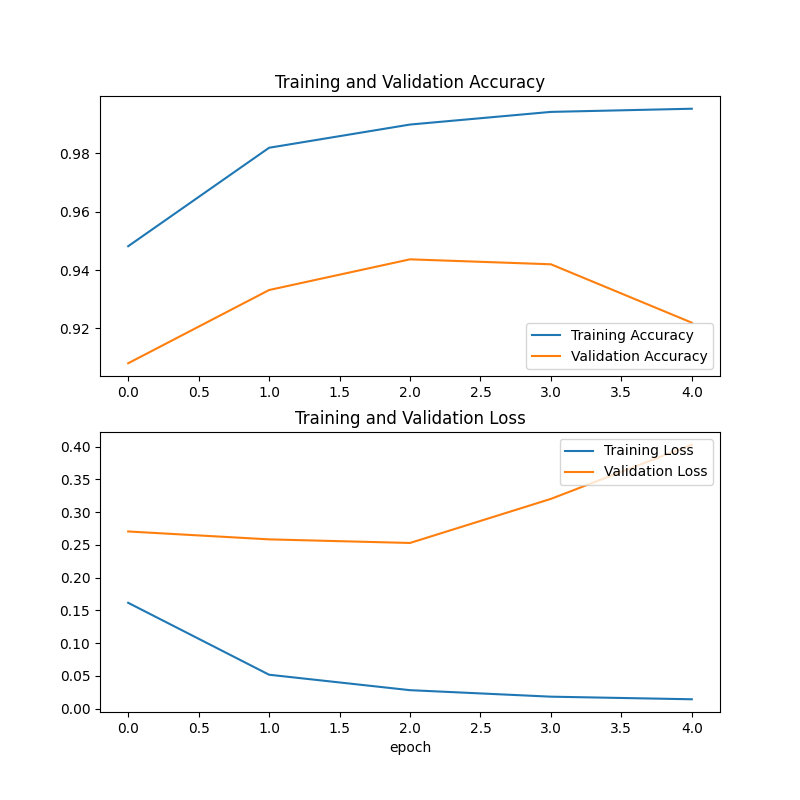 Training and Validation Accuracy
0.98
0.96
0.94
0.92
Training Accuracy
Validation Accuracy
0.0 0.5 1.0 1.5 2.0 2.5 3.0 3.5 4.0
Training and Validation Loss
0.40
0.35
0.30
0.25
0.20
0.15
0.10
0.05
0.00
Training Loss
Validation Loss
0.0 0.5 1.0 1.5 2.0 2.5 3.0 3.5 4.0
epoch